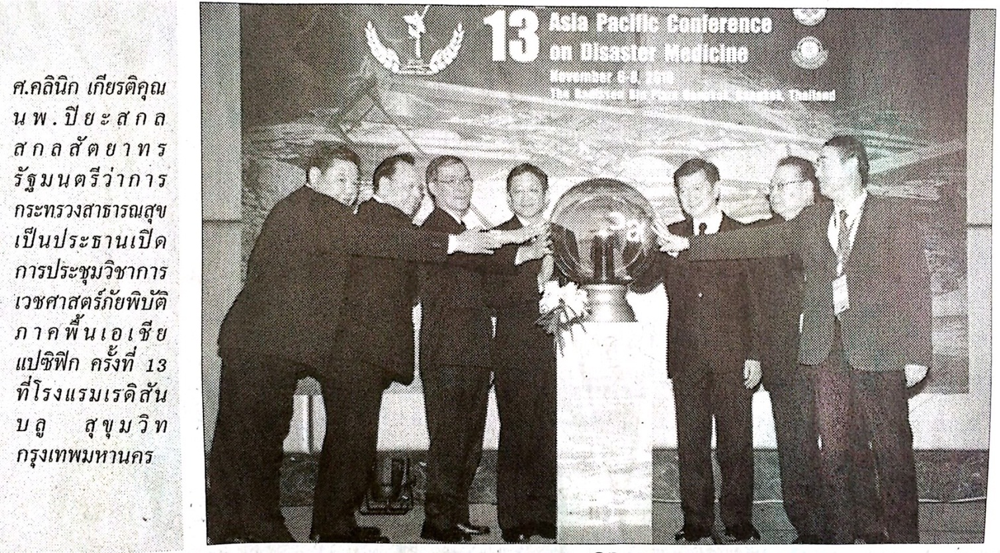 ศ.คลินิก เกียรติคุณ
นพ.ปิยะสกล
สกลสัตยาทร
รัฐมนตรีว่าการ
กระทรวงสาธารณสุข
เป็นประธานเปิด
การประชุมวิชาการ
เวชศาสตร์ภัยพิบัติ
ภาคพื้นเอเชีย
แปซิฟิก ครั้งที่ 13
ที่โรงแรมเรดิสัน
บลู สุขุมวิท
กรุงเทพมหานคร
13
Asia Pacific Conference
on Disaster Medicine
November 6-8, 2016
The Bangkok, Thailand